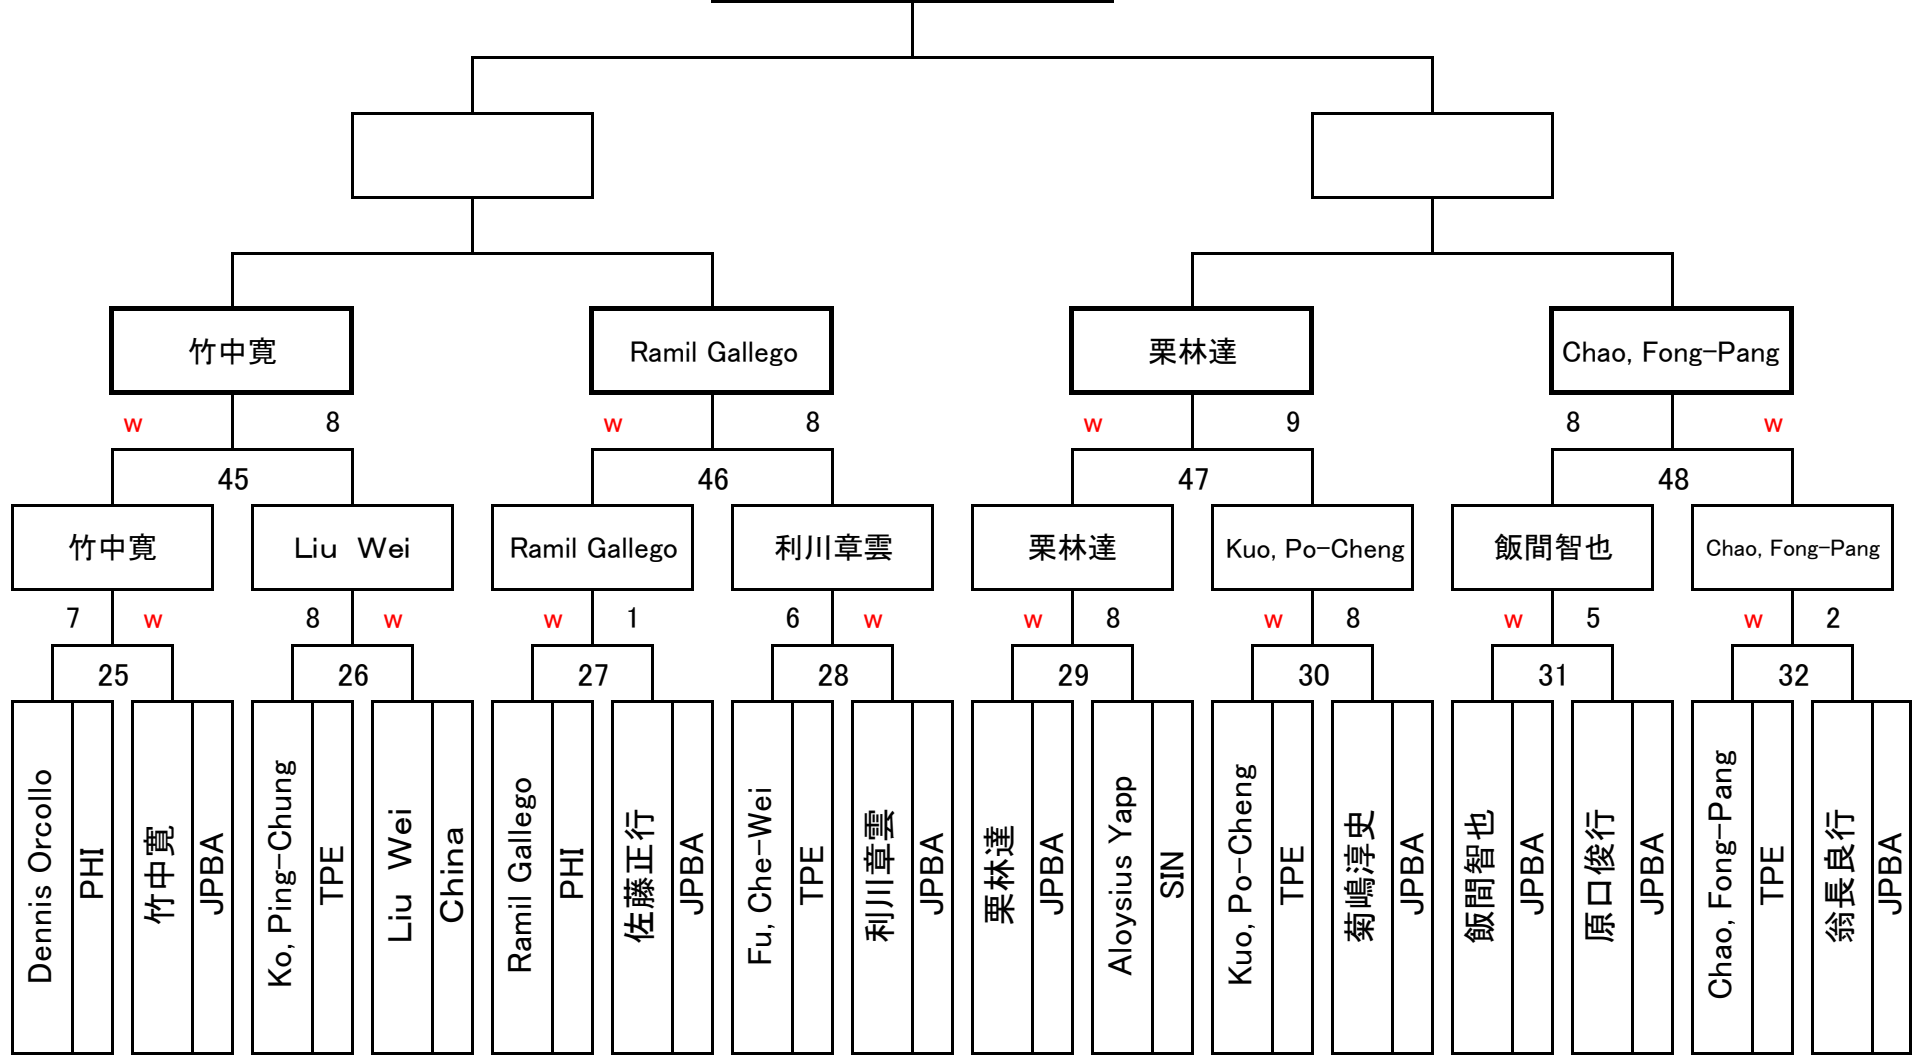 竹中寛
Ramil Gallego
栗林達
Chao, Fong-Pang
w 8 w 8 w 9 8 w
45 46 47 48
竹中寛
Liu Wei
Ramil Gallego
利川章雲
栗林達
Kuo, Po-Cheng
飯間智也
Chao, Fong-Pang
7 w 8 w w 1 6 w w 8 w 8 w 5 w 2
25 26 27 28 29 30 31 32
Dennis Orcollo
PHI
竹中寛
JPBA
Ko, Ping-Chung
TPE
Liu Wei
China
Ramil Gallego
PHI
佐藤正行
JPBA
Fu, Che-Wei
TPE
利川章雲
JPBA
栗林達
JPBA
Aloysius Yapp
SIN
Kuo, Po-Cheng
TPE
菊嶋淳史
JPBA
飯間智也
JPBA
原口俊行
JPBA
Chao, Fong-Pang
TPE
翁長良行
JPBA